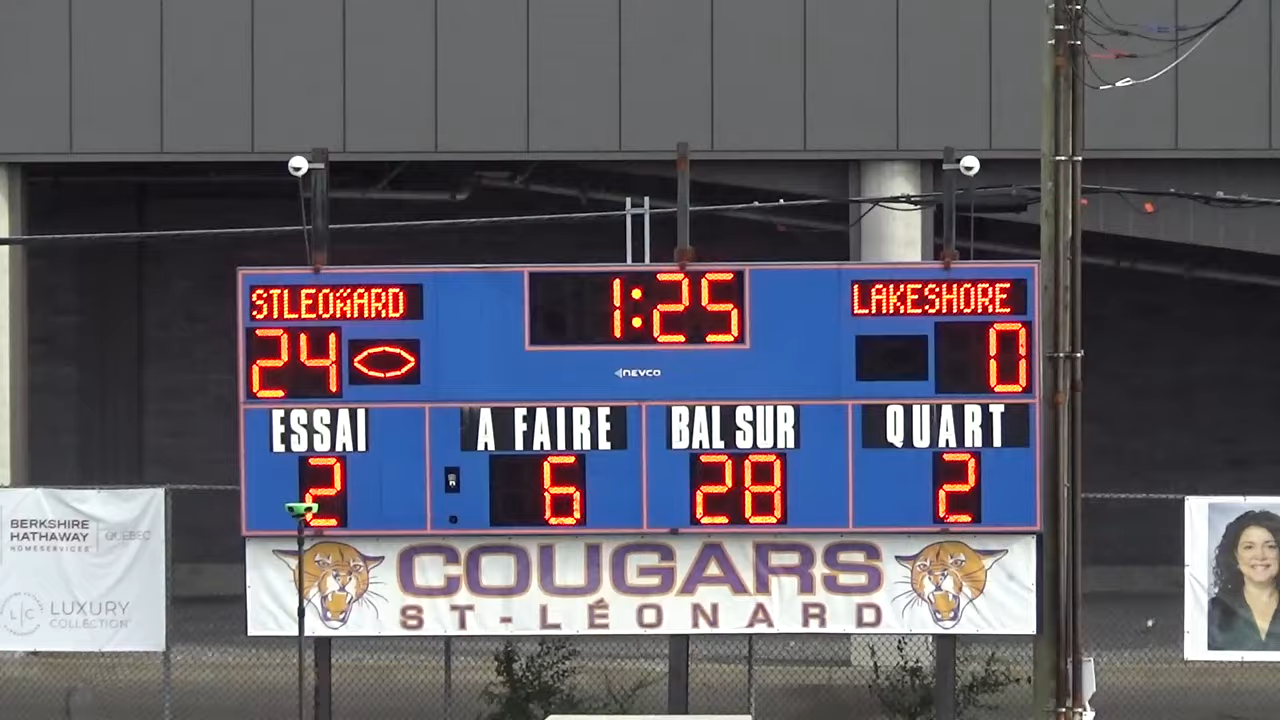 STLEONARD
1:25
LAKESHORE
24
0
NEVCO
ESSAI
A FAIRE
BAL SUR
QUART
2
6
28
2
COUGARS
ST-LÉONARD
BERKSHIRE
HATHAWAY
HOMESERVICES
QUÉBEC
LC
LUXURY
COLLECTION